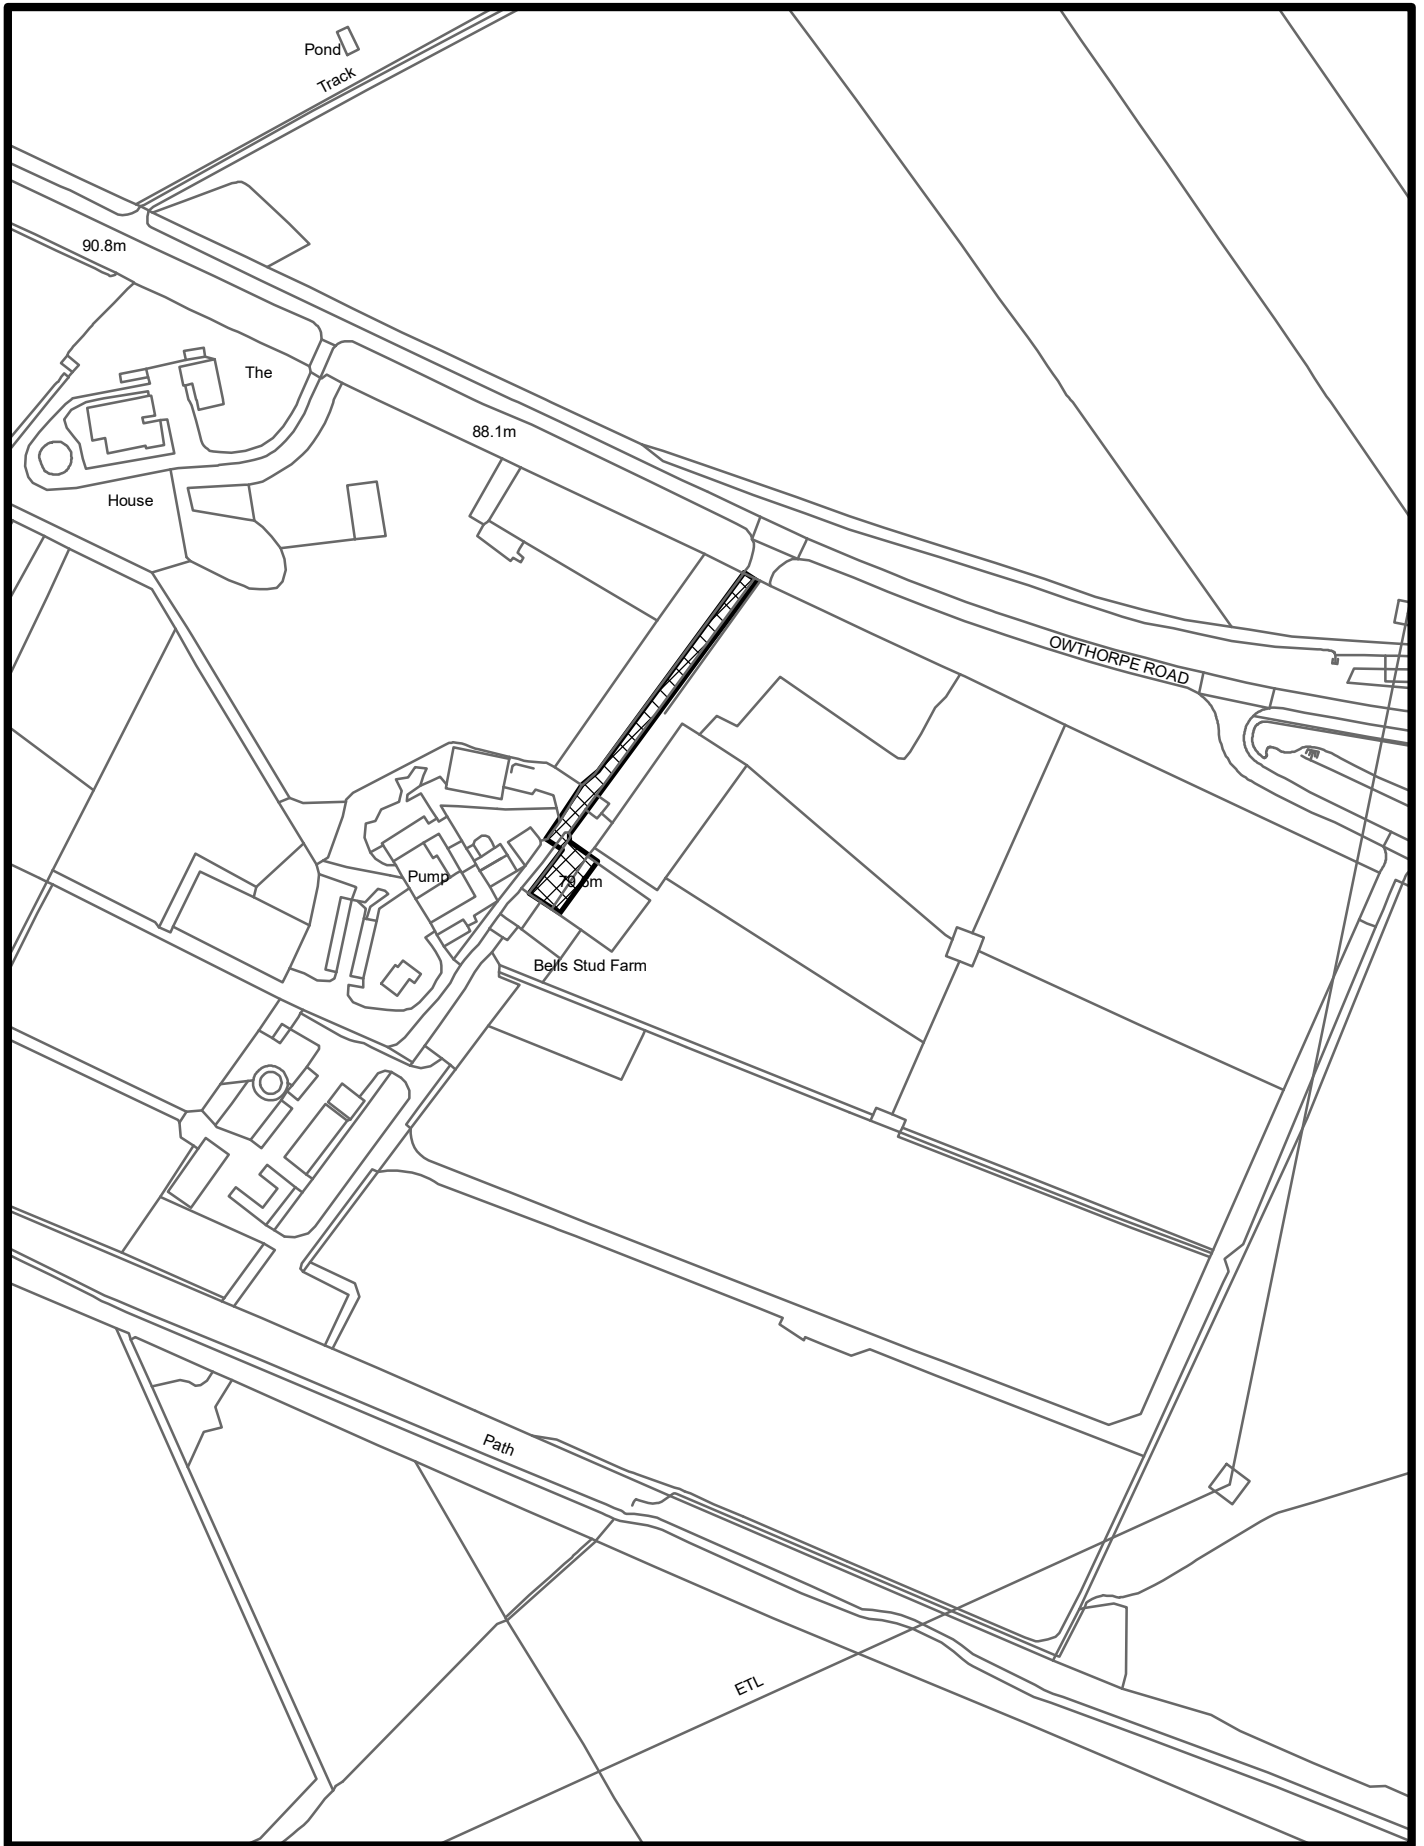 Pond
Track
90.8m
The
88.1m
House
OWTHORPE ROAD
Pump
Bells Stud Farm
Path
ETL